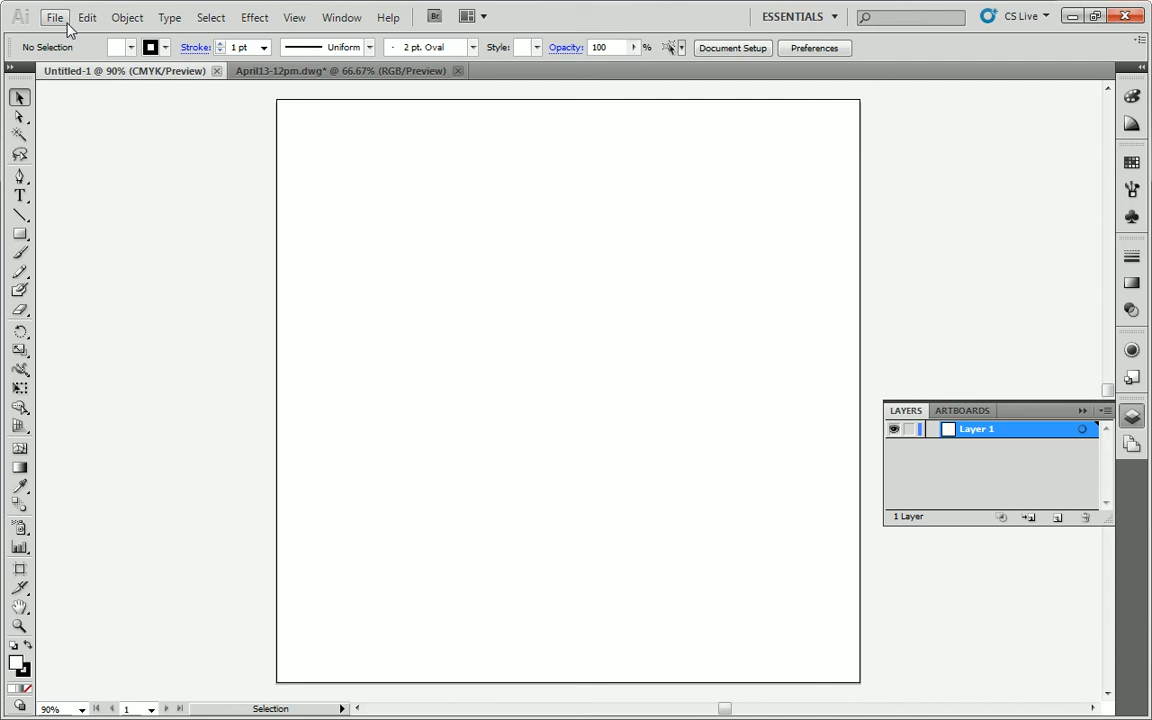 Ai File Edit Object Type Select Effect View Window Help Br ESSENTIALS CS Live
No Selection Stroke: 1 pt Uniform 2 pt. Oval Style: Opacity: 100 % Document Setup Preferences
Untitled-1 @ 90% (CMYK/Preview) April13-12pm.dwg* @ 66.67% (RGB/Preview)
T
LAYERS ARTBOARDS
Layer 1
1 Layer
90% 1 Selection